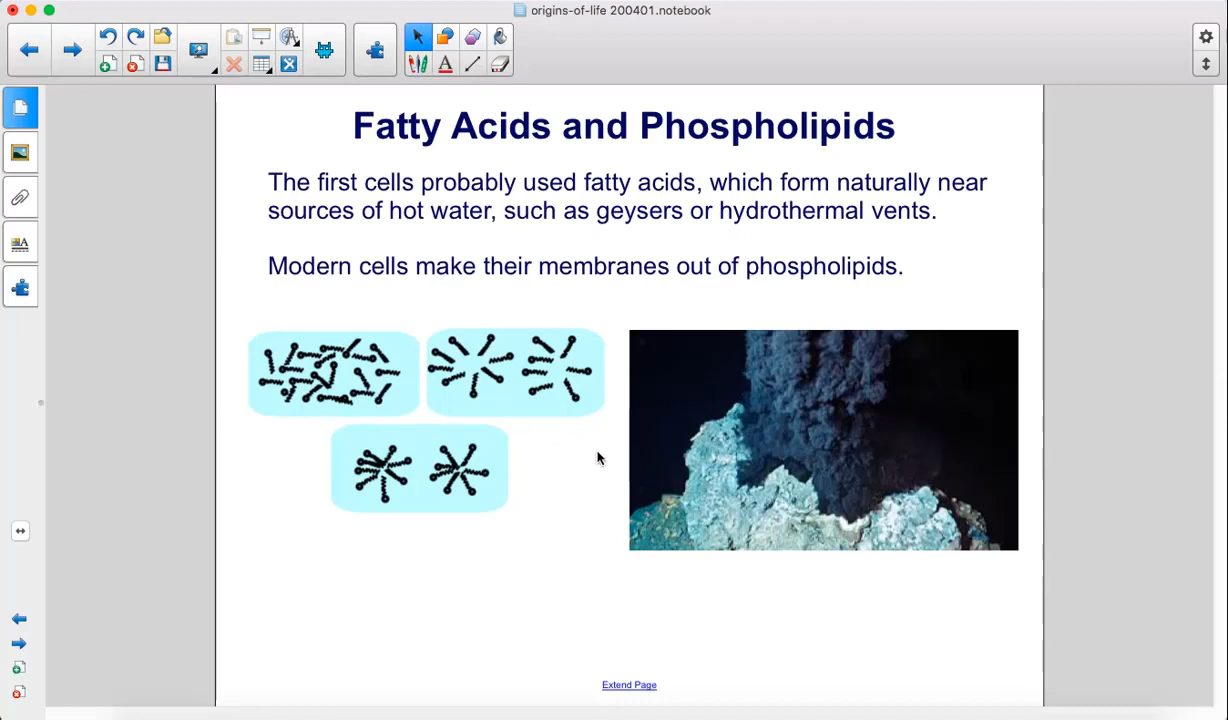 origins-of-life 200401.notebook
Fatty Acids and Phospholipids
The first cells probably used fatty acids, which form naturally near
sources of hot water, such as geysers or hydrothermal vents.
Modern cells make their membranes out of phospholipids.
Extend Page